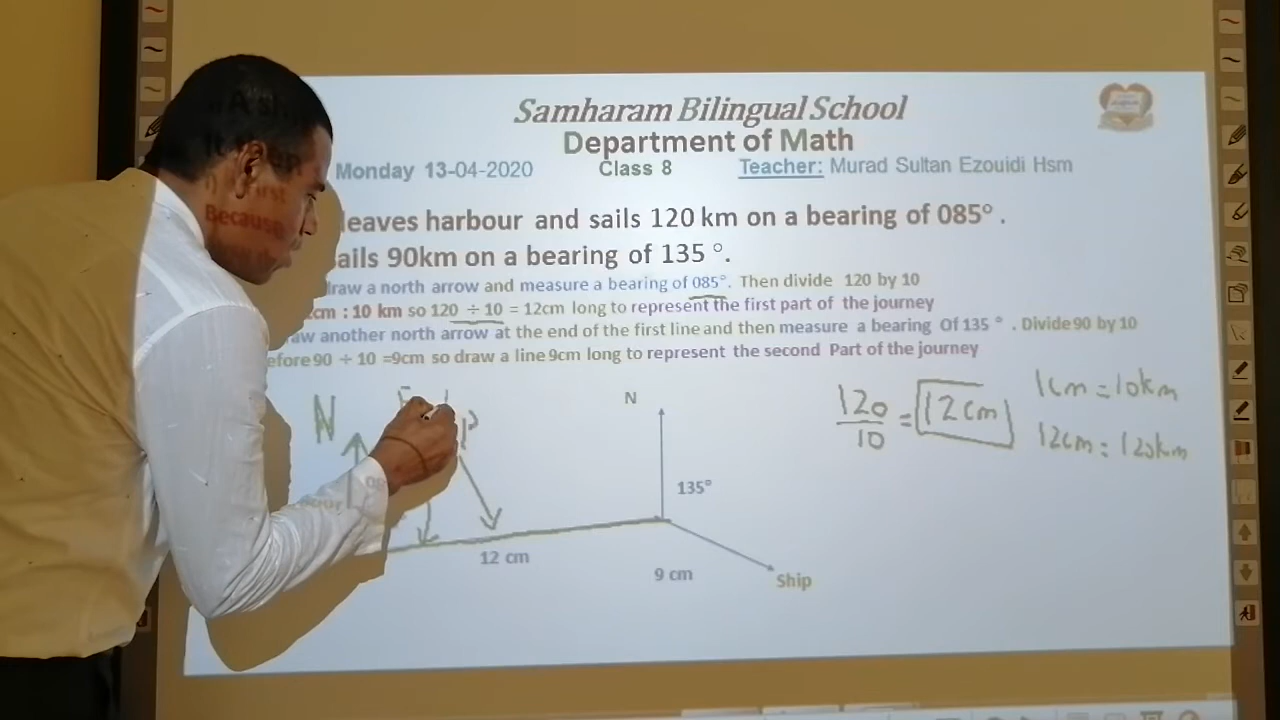 Samharam Bilingual School
Department of Math
Monday 13-04-2020 Class 8 Teacher: Murad Sultan Ezouidi Hsm
leaves harbour and sails 120 km on a bearing of 085° .
ails 90km on a bearing of 135 °.
First
Because
draw a north arrow and measure a bearing of 085°. Then divide 120 by 10
cm : 10 km so 120 ÷ 10 = 12cm long to represent the first part of the journey
aw another north arrow at the end of the first line and then measure a bearing Of 135 ° . Divide 90 by 10
efore 90 ÷ 10 =9cm so draw a line 9cm long to represent the second Part of the journey
N
N
120/10 = 12cm
1cm = 10km
12cm = 120km
135°
12 cm
9 cm
Ship